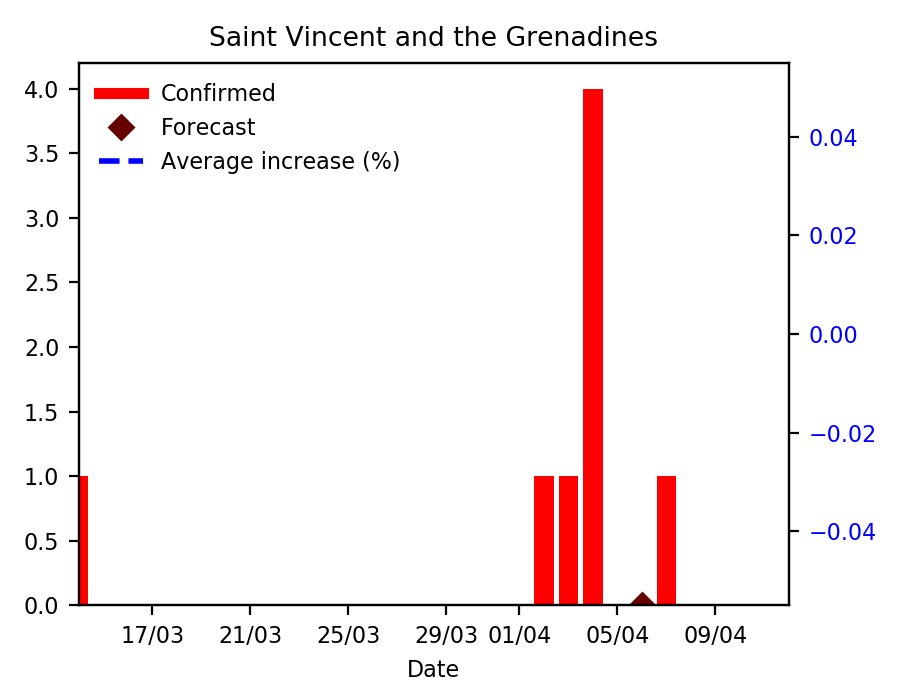 Saint Vincent and the Grenadines
Confirmed
Forecast
Average increase (%)
4.0
3.5
3.0
2.5
2.0
1.5
1.0
0.5
0.0
0.04
0.02
0.00
−0.02
−0.04
17/03 21/03 25/03 29/03 01/04 05/04 09/04
Date